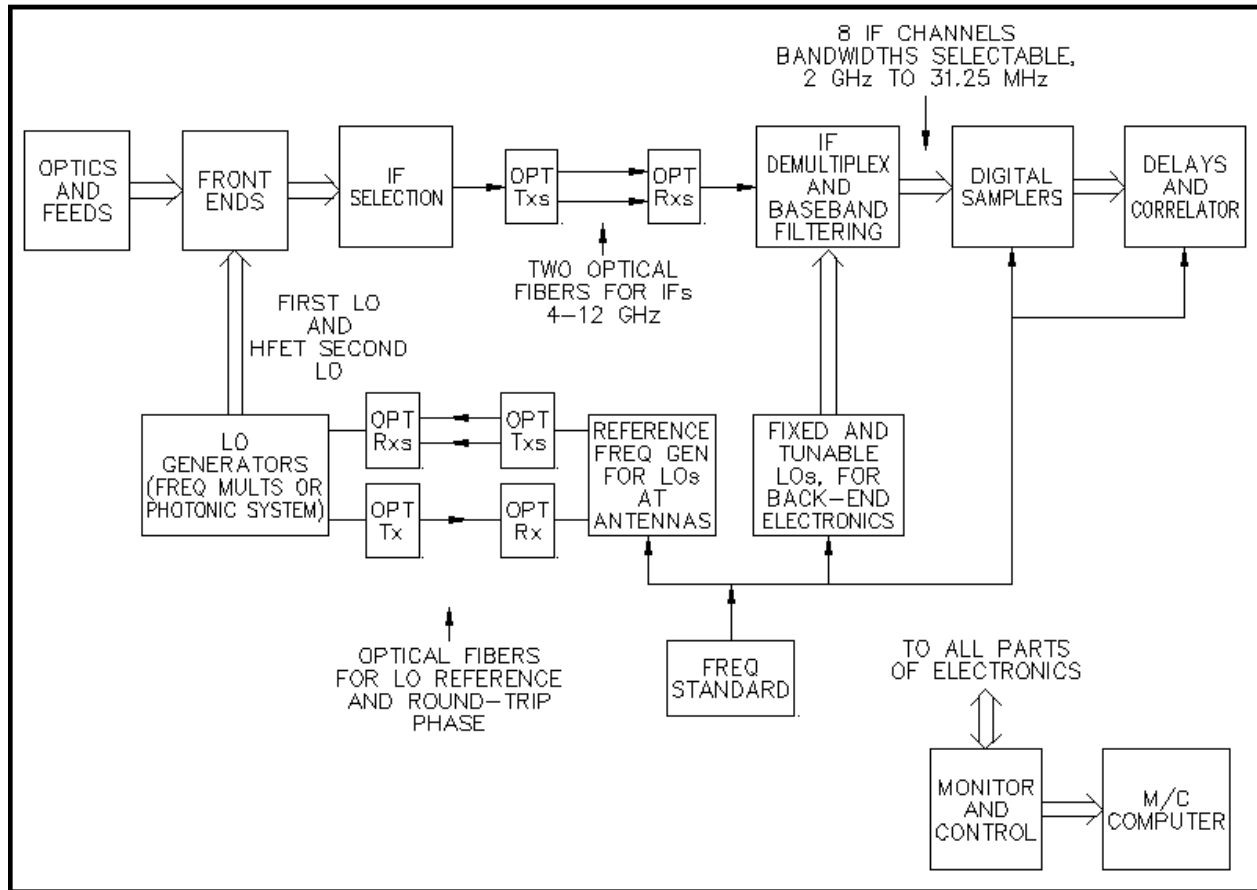 8 IF CHANNELS
BANDWIDTHS SELECTABLE,
2 GHz TO 31.25 MHz
OPTICS
AND
FEEDS
FRONT
ENDS
IF
SELECTION
OPT
Txs
OPT
Rxs
IF
DEMULTIPLEX
AND
BASEBAND
FILTERING
DIGITAL
SAMPLERS
DELAYS
AND
CORRELATOR
TWO OPTICAL
FIBERS FOR IFs
4-12 GHz
FIRST LO
AND
HFET SECOND
LO
LO
GENERATORS
(FREQ MULTS OR
PHOTONIC SYSTEM)
OPT
Rxs
OPT
Txs
OPT
Tx
OPT
Rx
REFERENCE
FREQ GEN
FOR LOs
AT
ANTENNAS
FIXED AND
TUNABLE
LOs, FOR
BACK-END
ELECTRONICS
OPTICAL FIBERS
FOR LO REFERENCE
AND ROUND-TRIP
PHASE
FREQ
STANDARD
TO ALL PARTS
OF ELECTRONICS
MONITOR
AND
CONTROL
M/C
COMPUTER